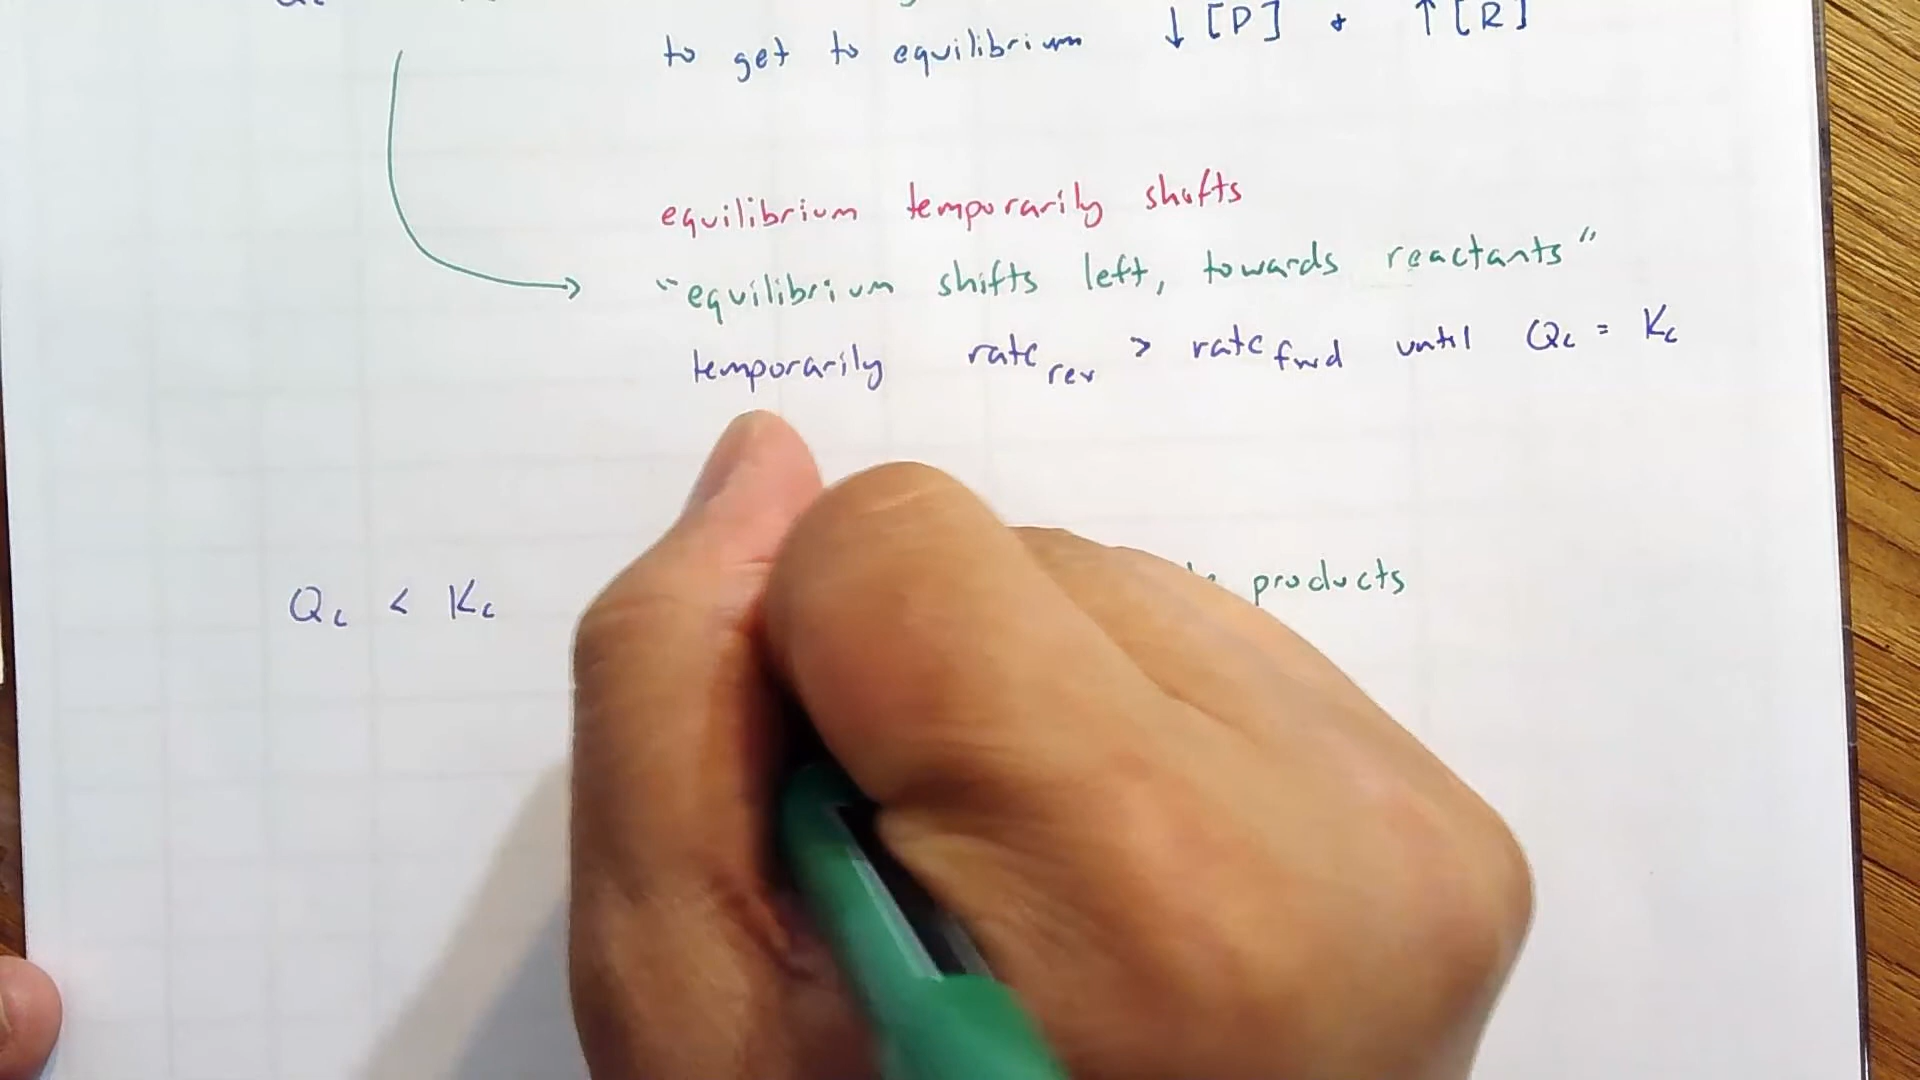 to get to equilibrium ↓ [P] + ↑ [R]
equilibrium temporarily shifts
"equilibrium shifts left, towards reactants"
temporarily rate rev > rate fwd until Qc = Kc
Qc < Kc products